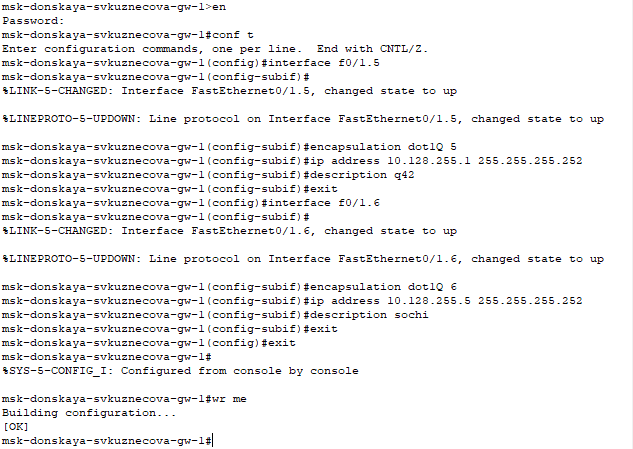 msk-donskaya-svkuznecova-gw-1>en
Password:
msk-donskaya-svkuznecova-gw-1#conf t
Enter configuration commands, one per line.  End with CNTL/Z.
msk-donskaya-svkuznecova-gw-1(config)#interface f0/1.5
msk-donskaya-svkuznecova-gw-1(config-subif)#
%LINK-5-CHANGED: Interface FastEthernet0/1.5, changed state to up
%LINEPROTO-5-UPDOWN: Line protocol on Interface FastEthernet0/1.5, changed state to up
msk-donskaya-svkuznecova-gw-1(config-subif)#encapsulation dot1Q 5
msk-donskaya-svkuznecova-gw-1(config-subif)#ip address 10.128.255.1 255.255.255.252
msk-donskaya-svkuznecova-gw-1(config-subif)#description q42
msk-donskaya-svkuznecova-gw-1(config-subif)#exit
msk-donskaya-svkuznecova-gw-1(config)#interface f0/1.6
msk-donskaya-svkuznecova-gw-1(config-subif)#
%LINK-5-CHANGED: Interface FastEthernet0/1.6, changed state to up
%LINEPROTO-5-UPDOWN: Line protocol on Interface FastEthernet0/1.6, changed state to up
msk-donskaya-svkuznecova-gw-1(config-subif)#encapsulation dot1Q 6
msk-donskaya-svkuznecova-gw-1(config-subif)#ip address 10.128.255.5 255.255.255.252
msk-donskaya-svkuznecova-gw-1(config-subif)#description sochi
msk-donskaya-svkuznecova-gw-1(config-subif)#exit
msk-donskaya-svkuznecova-gw-1(config)#exit
msk-donskaya-svkuznecova-gw-1#
%SYS-5-CONFIG_I: Configured from console by console
msk-donskaya-svkuznecova-gw-1#wr me
Building configuration...
[OK]
msk-donskaya-svkuznecova-gw-1#